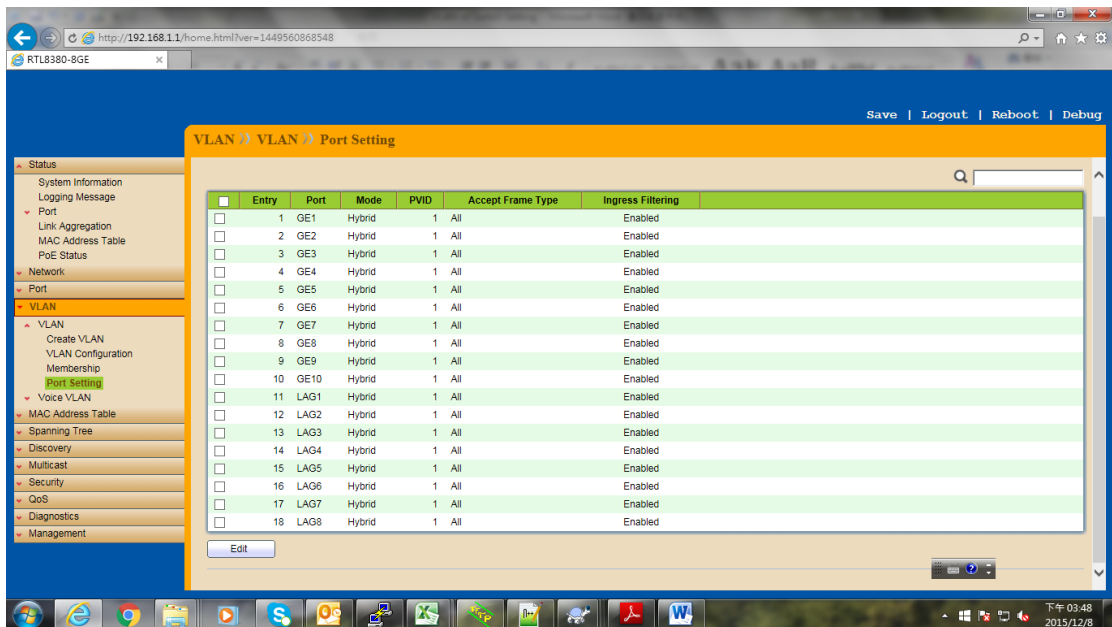 http://192.168.1.1/home.html?ver=1449560868548
RTL8380-8GE
Save | Logout | Reboot | Debug
VLAN >> VLAN >> Port Setting
Status
System Information
Logging Message
Port
Link Aggregation
MAC Address Table
PoE Status
Network
Port
VLAN
VLAN
Create VLAN
VLAN Configuration
Membership
Port Setting
Voice VLAN
MAC Address Table
Spanning Tree
Discovery
Multicast
Security
QoS
Diagnostics
Management
Entry Port Mode PVID Accept Frame Type Ingress Filtering
1 GE1 Hybrid 1 All Enabled
2 GE2 Hybrid 1 All Enabled
3 GE3 Hybrid 1 All Enabled
4 GE4 Hybrid 1 All Enabled
5 GE5 Hybrid 1 All Enabled
6 GE6 Hybrid 1 All Enabled
7 GE7 Hybrid 1 All Enabled
8 GE8 Hybrid 1 All Enabled
9 GE9 Hybrid 1 All Enabled
10 GE10 Hybrid 1 All Enabled
11 LAG1 Hybrid 1 All Enabled
12 LAG2 Hybrid 1 All Enabled
13 LAG3 Hybrid 1 All Enabled
14 LAG4 Hybrid 1 All Enabled
15 LAG5 Hybrid 1 All Enabled
16 LAG6 Hybrid 1 All Enabled
17 LAG7 Hybrid 1 All Enabled
18 LAG8 Hybrid 1 All Enabled
Edit
下午 03:48
2015/12/8